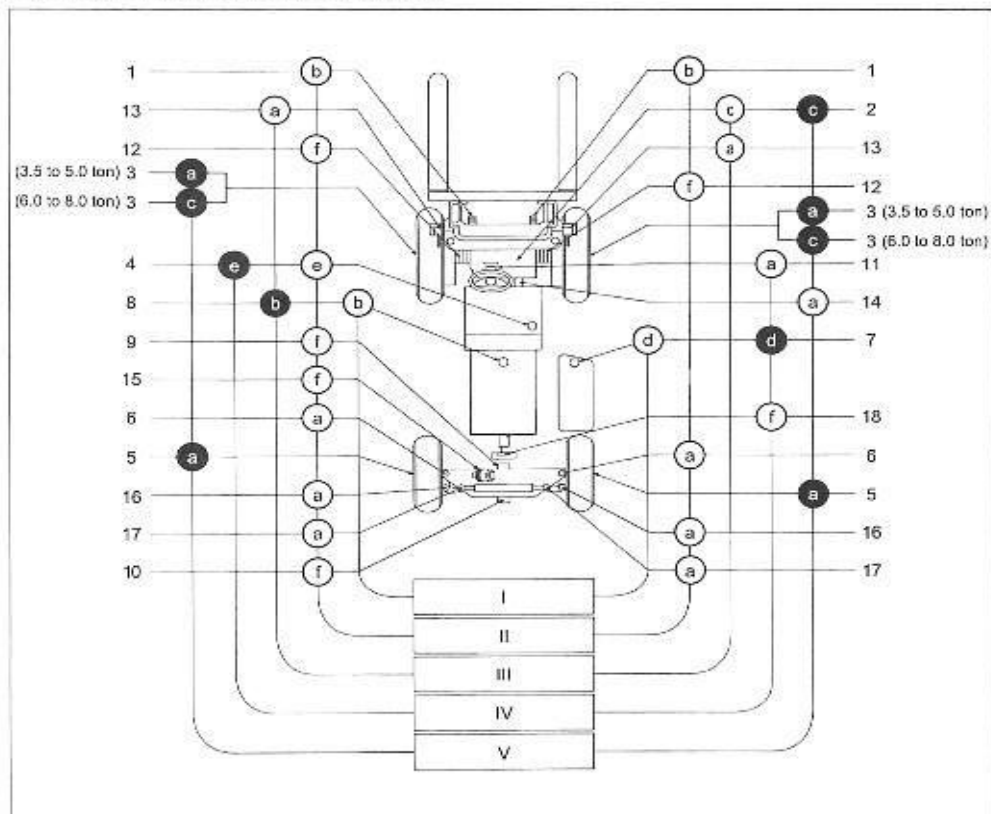 1 b b 1
13 a c c 2
12 f a 13
(3.5 to 5.0 ton) 3 a f 12
(6.0 to 8.0 ton) 3 c a 3 (3.5 to 5.0 ton)
c 3 (6.0 to 8.0 ton)
4 e e a 11
8 b b a 14
9 f d d 7
15 f
6 a f 18
5 a a 6
16 a a 5
17 a a 16
10 f a 17
I
II
III
IV
V